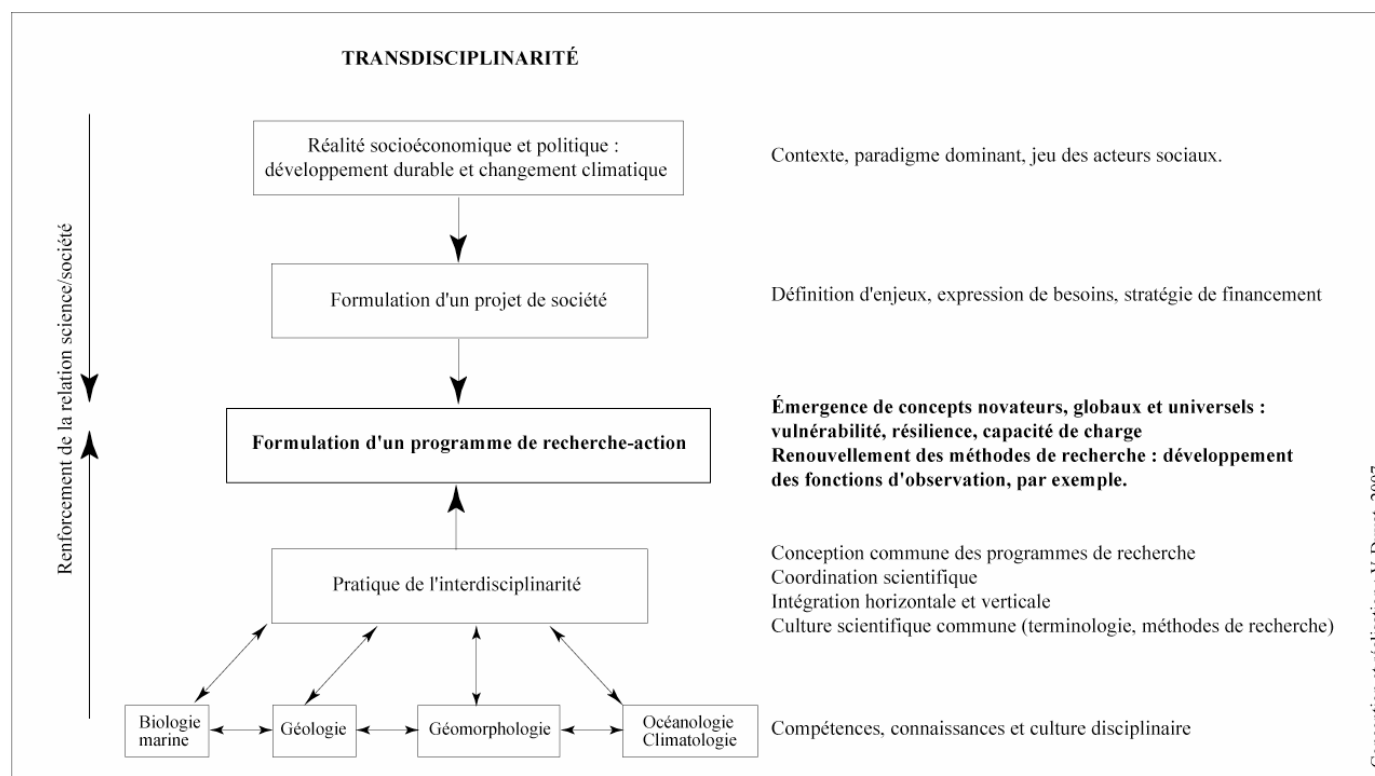 TRANSDISCIPLINARITÉ
Réalité socioéconomique et politique :
développement durable et changement climatique
Contexte, paradigme dominant, jeu des acteurs sociaux.
Formulation d'un projet de société
Définition d'enjeux, expression de besoins, stratégie de financement
Renforcement de la relation science/société
Formulation d'un programme de recherche-action
Émergence de concepts novateurs, globaux et universels :
vulnérabilité, résilience, capacité de charge
Renouvellement des méthodes de recherche : développement
des fonctions d'observation, par exemple.
Pratique de l'interdisciplinarité
Conception commune des programmes de recherche
Coordination scientifique
Intégration horizontale et verticale
Culture scientifique commune (terminologie, méthodes de recherche)
Biologie
marine
Géologie
Géomorphologie
Océanologie
Climatologie
Compétences, connaissances et culture disciplinaire
Conception et réalisation : V.